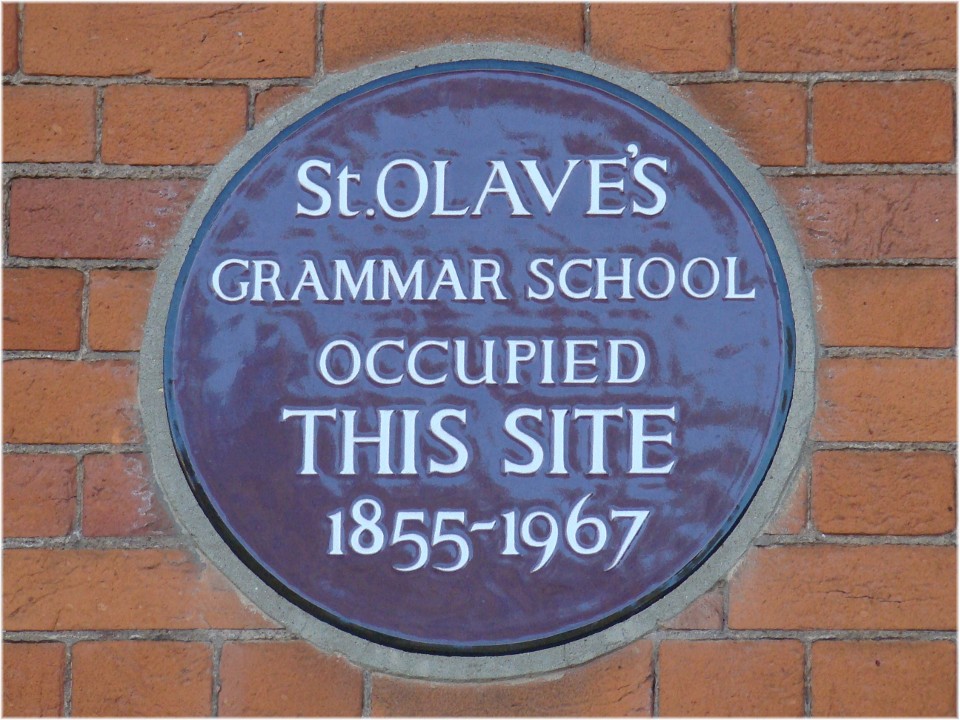 St. OLAVE'S
GRAMMAR SCHOOL
OCCUPIED
THIS SITE
1855-1967